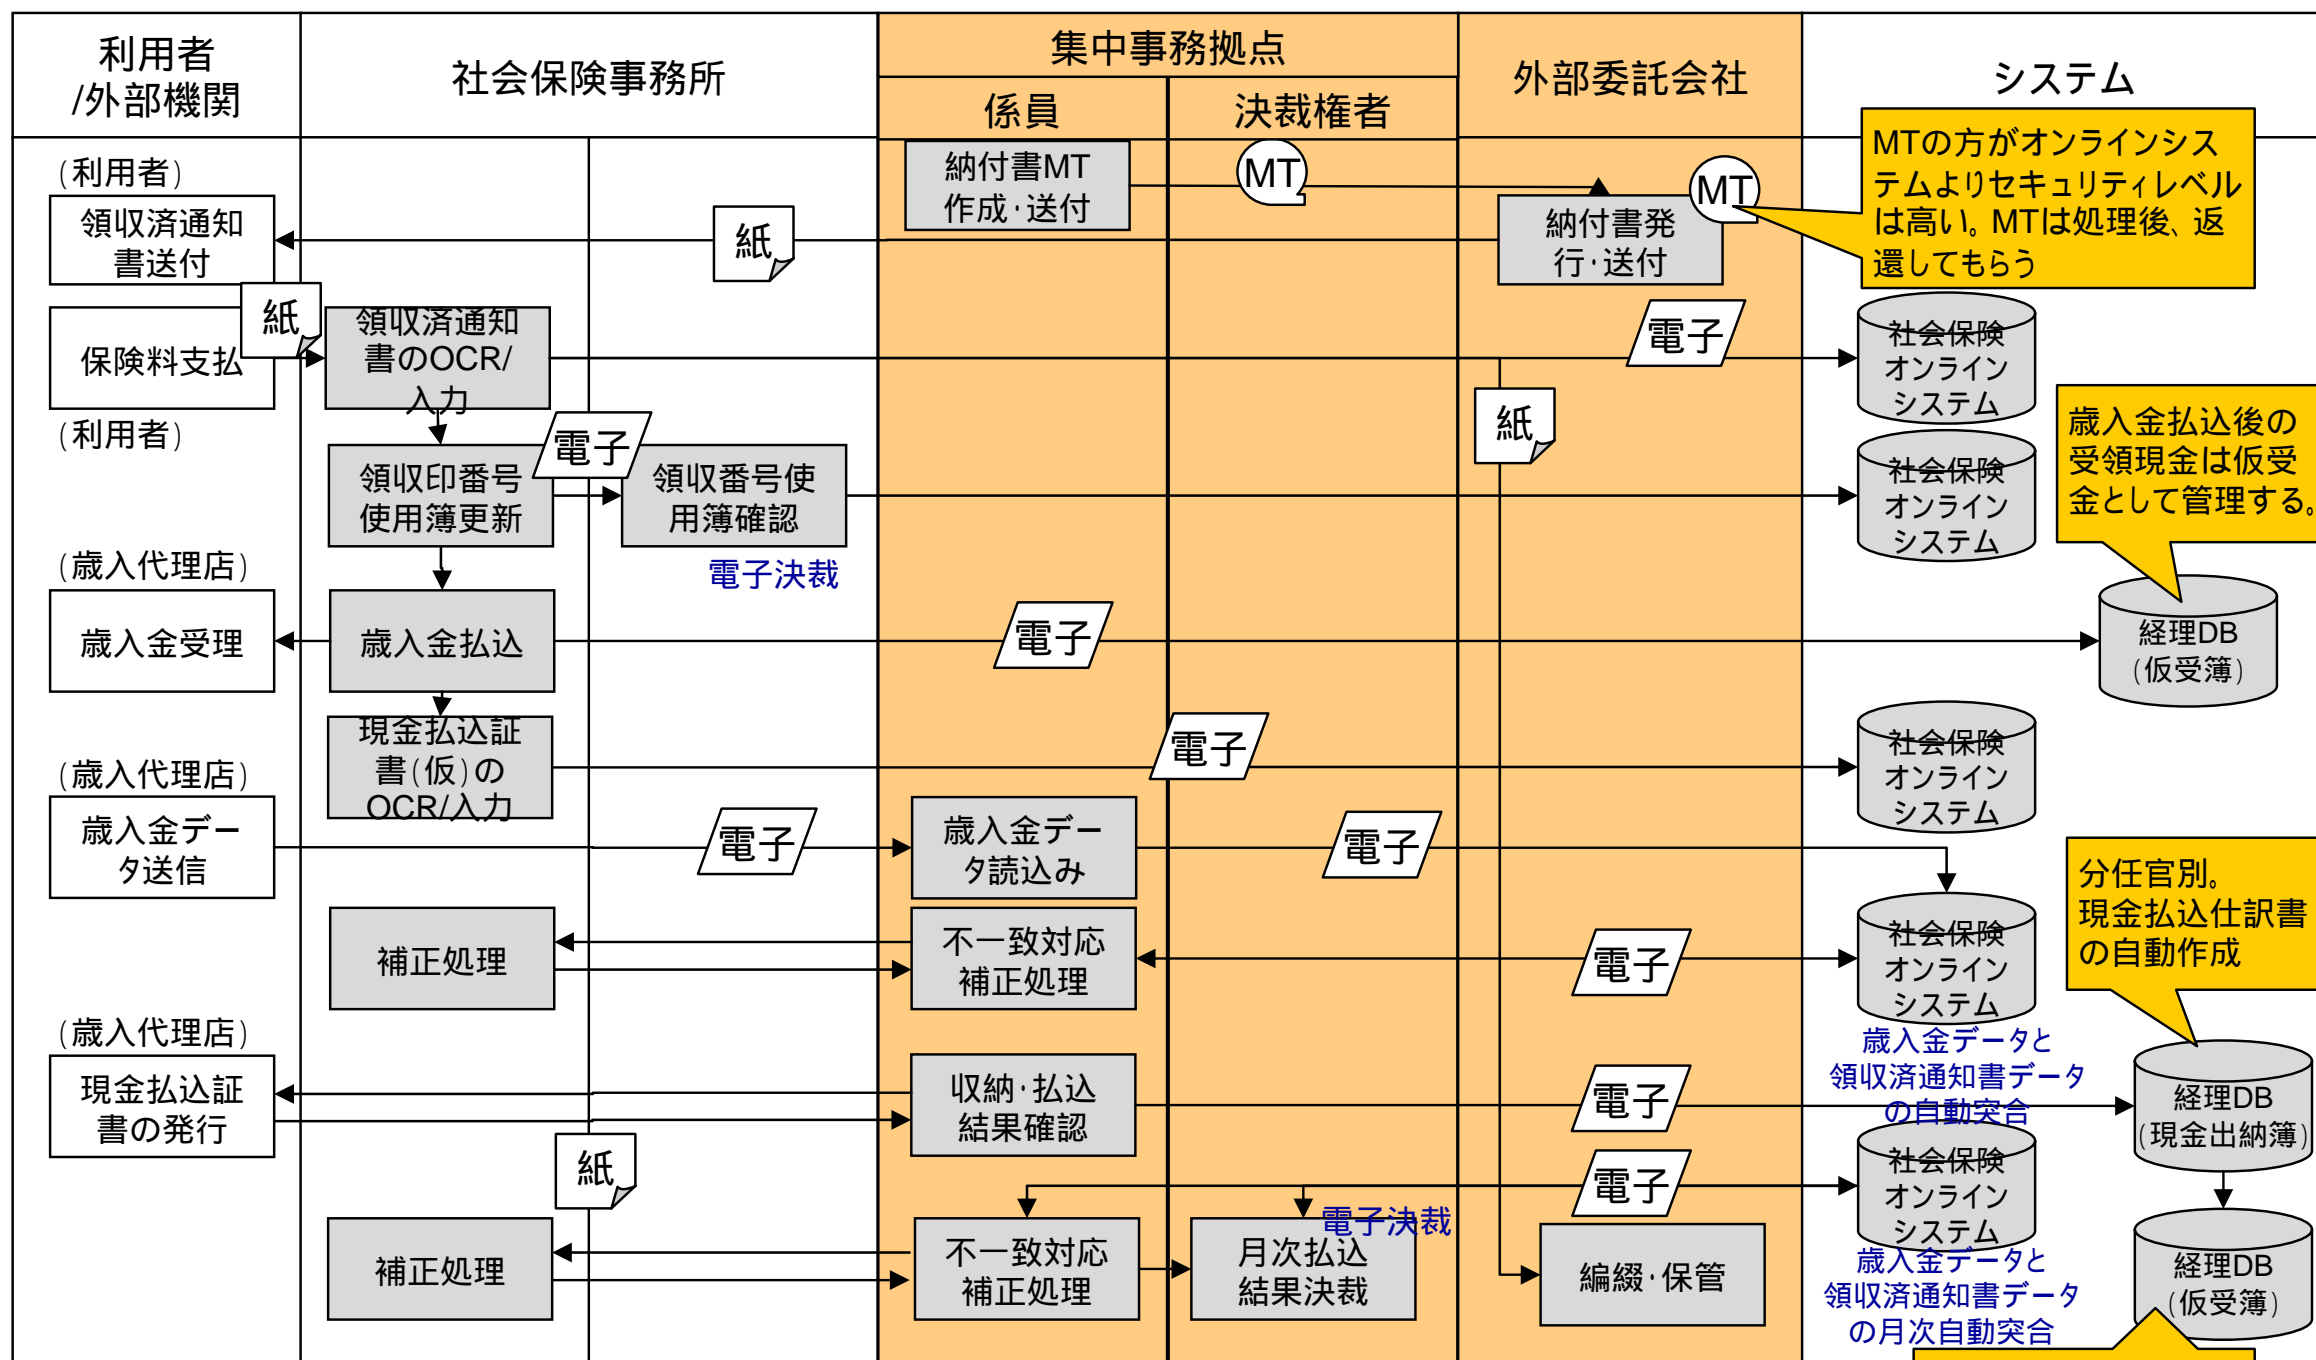 利用者
/外部機関
社会保険事務所
集中事務拠点
係員
決裁権者
外部委託会社
システム
(利用者)
領収済通知
書送付
紙
納付書MT
作成・送付
MT
納付書発
行・送付
MT
MTの方がオンラインシス
テムよりセキュリティレベル
は高い。MTは処理後、返
還してもらう
保険料支払
(利用者)
紙
領収済通知
書のOCR/
入力
電子
社会保険
オンライン
システム
紙
電子
領収印番号
使用簿更新
領収番号使
用簿確認
電子決裁
社会保険
オンライン
システム
歳入金払込後の
受領現金は仮受
金として管理する。
(歳入代理店)
歳入金受理
歳入金払込
電子
経理DB
(仮受簿)
現金払込証
書(仮)の
OCR/入力
電子
社会保険
オンライン
システム
(歳入代理店)
歳入金デー
タ送信
電子
歳入金デー
タ読込み
電子
補正処理
不一致対応
補正処理
電子
社会保険
オンライン
システム
歳入金データと
領収済通知書データ
の自動突合
分任官別。
現金払込仕訳書
の自動作成
(歳入代理店)
現金払込証
書の発行
紙
収納・払込
結果確認
電子
経理DB
(現金出納簿)
電子
社会保険
オンライン
システム
歳入金データと
領収済通知書データ
の月次自動突合
補正処理
不一致対応
補正処理
電子決裁
月次払込
結果決裁
編綴・保管
経理DB
(仮受簿)